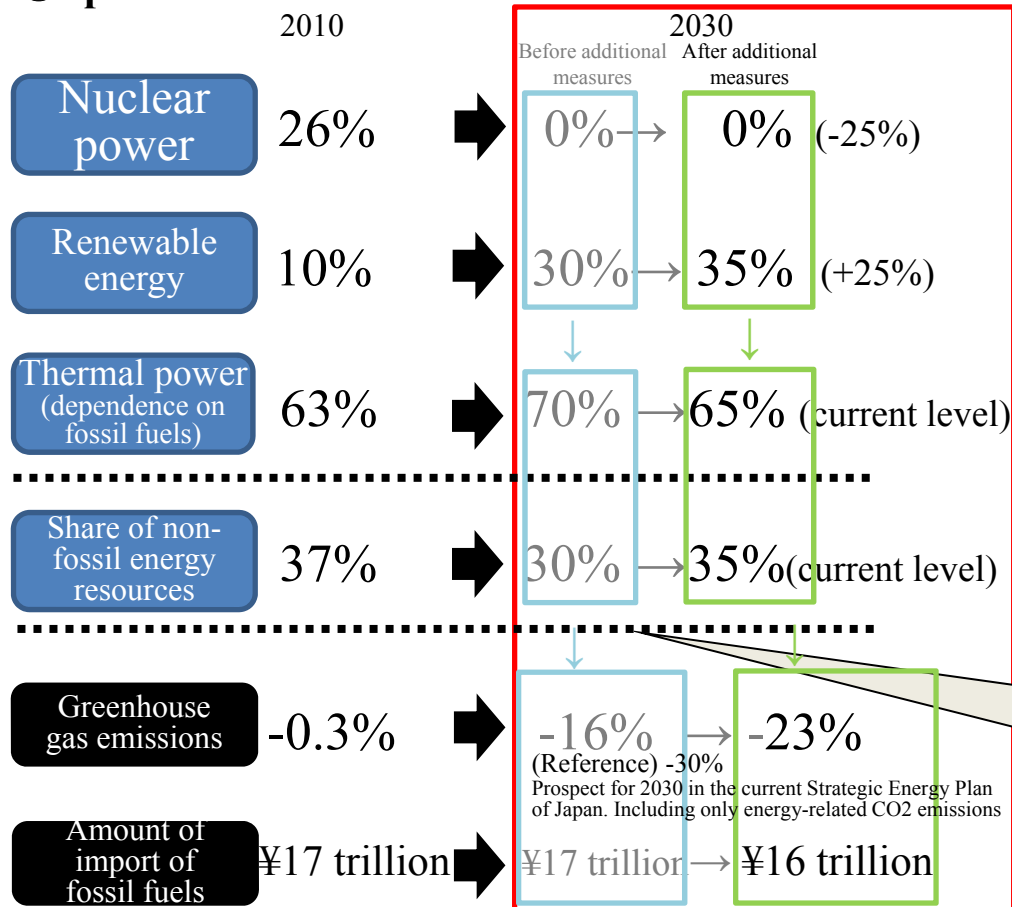 2010
2030
Before additional
measures
After additional
measures
Nuclear
power
26%
0%→
0%
(-25%)
Renewable
energy
10%
30%→
35%
(+25%)
↓
↓
Thermal power
(dependence on
fossil fuels)
63%
70%
→
65%
(current level)
Share of non-
fossil energy
resources
37%
30%
→
35%
(current level)
↓
↓
Greenhouse
gas emissions
-0.3%
-16%
→
-23%
(Reference) -30%
Prospect for 2030 in the current Strategic Energy Plan
of Japan. Including only energy-related CO2 emissions
Amount of
import of
fossil fuels
¥17 trillion
¥17 trillion
→
¥16 trillion